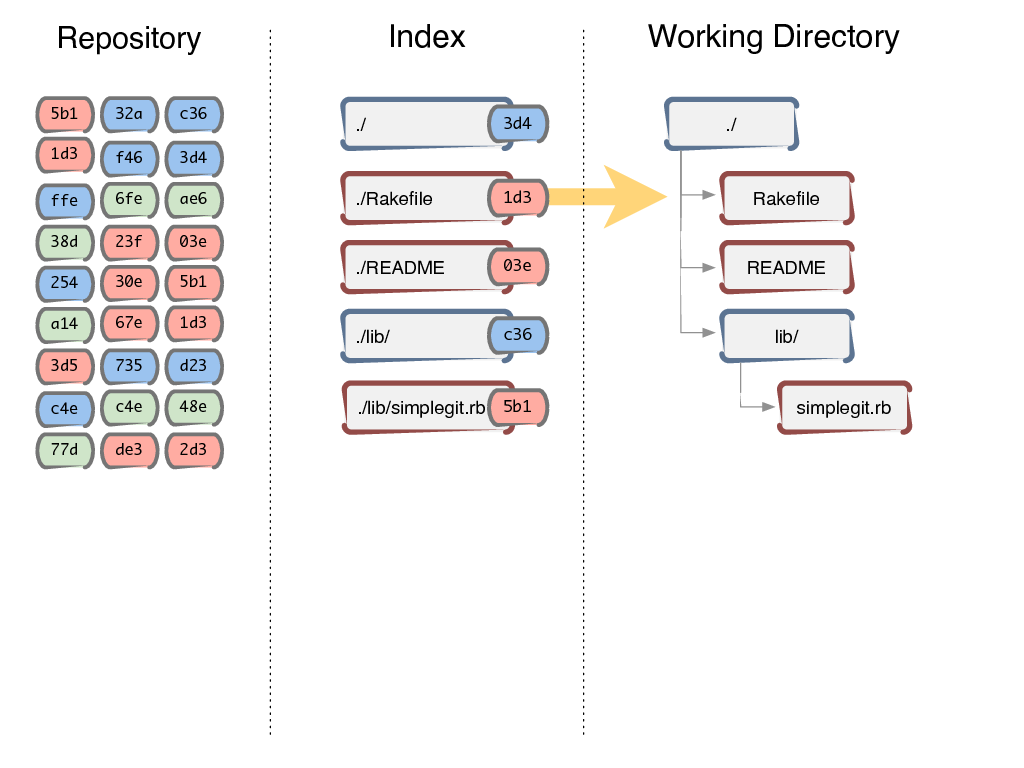 Repository
Index
Working Directory
5b1 32a c36
1d3 f46 3d4
ffe 6fe ae6
38d 23f 03e
254 30e 5b1
a14 67e 1d3
3d5 735 d23
c4e c4e 48e
77d de3 2d3
./ 3d4
./Rakefile 1d3
./README 03e
./lib/ c36
./lib/simplegit.rb 5b1
./
Rakefile
README
lib/
simplegit.rb